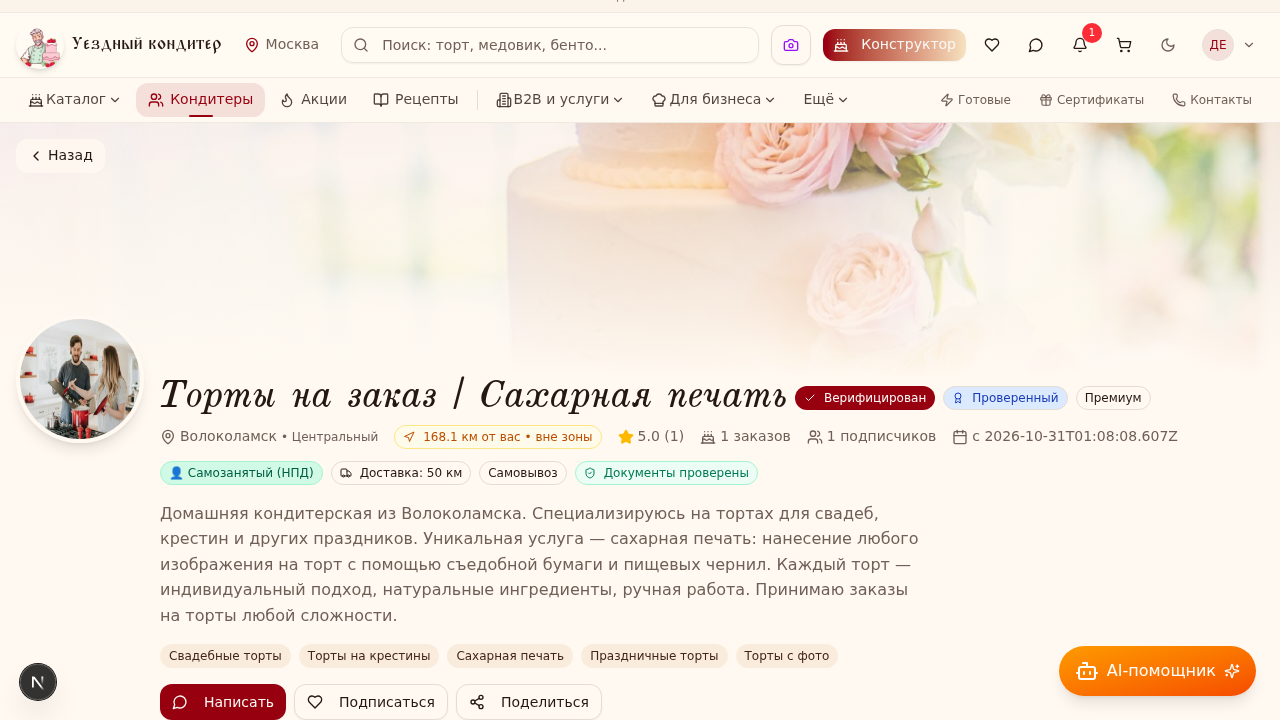 Уездный кондитер
Москва
Поиск: торт, медовик, бенто...
Конструктор
1
ДЕ
Каталог
Кондитеры
Акции
Рецепты
B2B и услуги
Для бизнеса
Ещё
Готовые
Сертификаты
Контакты
Назад
Торты на заказ / Сахарная печать
Верифицирован
Проверенный
Премиум
Волоколамск • Центральный
168.1 км от вас • вне зоны
5.0 (1)
1 заказов
1 подписчиков
с 2026-10-31T01:08:08.607Z
Самозанятый (НПД)
Доставка: 50 км
Самовывоз
Документы проверены
Домашняя кондитерская из Волоколамска. Специализируюсь на тортах для свадеб,
крестин и других праздников. Уникальная услуга — сахарная печать: нанесение любого
изображения на торт с помощью съедобной бумаги и пищевых чернил. Каждый торт —
индивидуальный подход, натуральные ингредиенты, ручная работа. Принимаю заказы
на торты любой сложности.
Свадебные торты
Торты на крестины
Сахарная печать
Праздничные торты
Торты с фото
Написать
Подписаться
Поделиться
AI-помощник
N